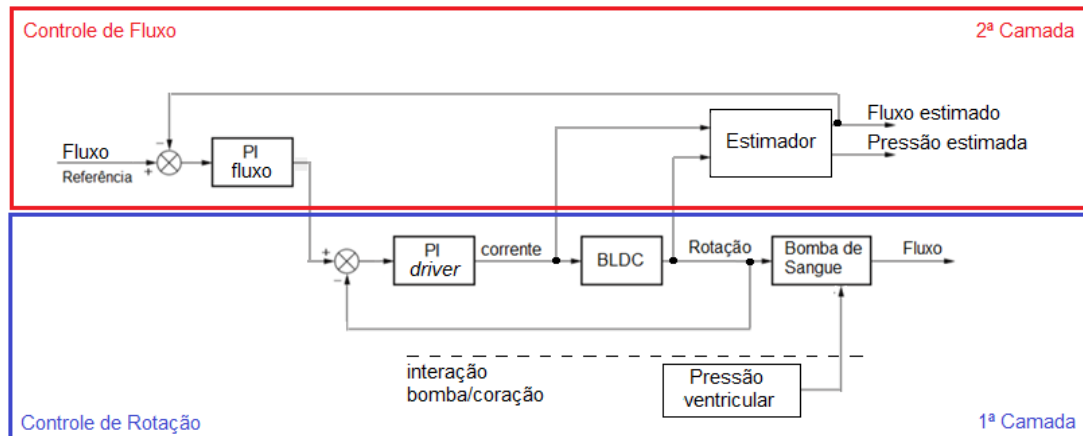 Controle de Fluxo
2ª Camada
Fluxo
Referência
PI
fluxo
Estimador
Fluxo estimado
Pressão estimada
PI
driver
corrente
BLDC
Rotação
Bomba de
Sangue
Fluxo
interação
bomba/coração
Pressão
ventricular
Controle de Rotação
1ª Camada